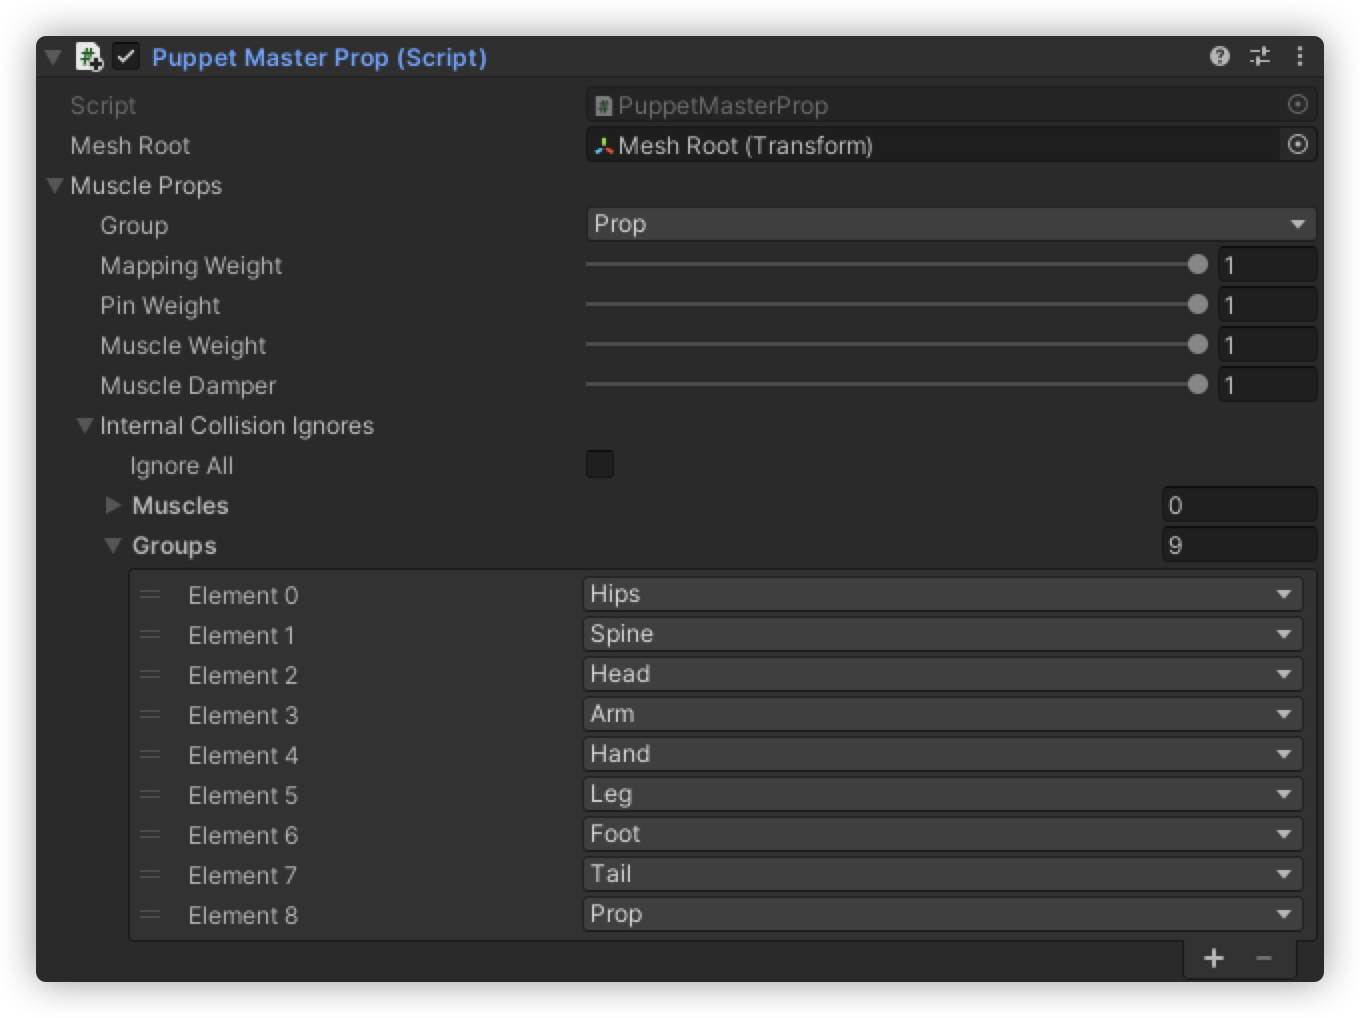 Puppet Master Prop (Script)
Script PuppetMasterProp
Mesh Root Mesh Root (Transform)
Muscle Props
Group Prop
Mapping Weight 1
Pin Weight 1
Muscle Weight 1
Muscle Damper 1
Internal Collision Ignores
Ignore All
Muscles 0
Groups 9
Element 0 Hips
Element 1 Spine
Element 2 Head
Element 3 Arm
Element 4 Hand
Element 5 Leg
Element 6 Foot
Element 7 Tail
Element 8 Prop